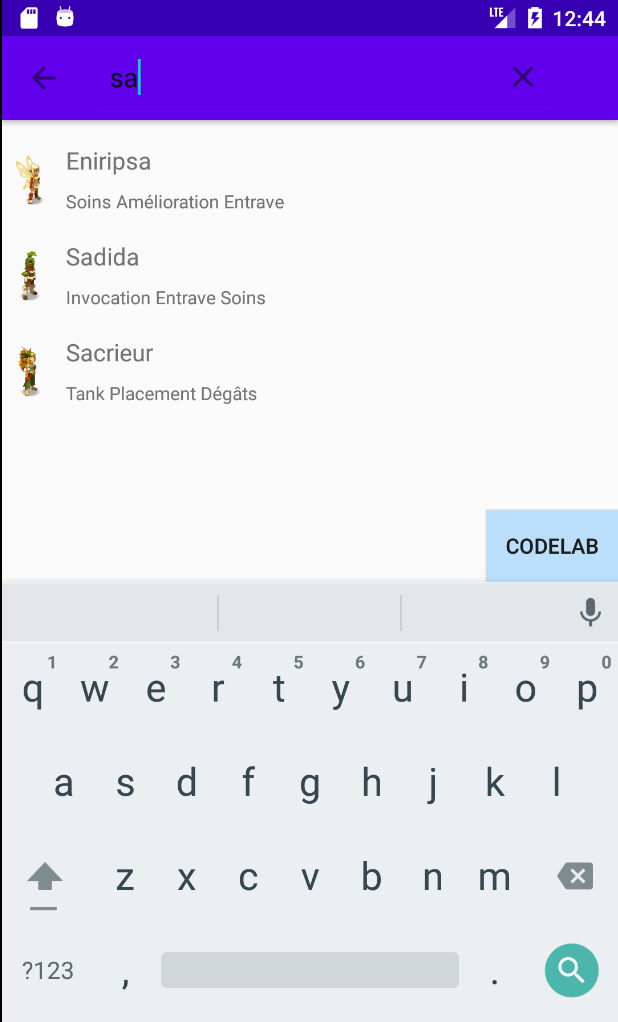 LTE 12:44
sa
Eniripsa
Soins Amélioration Entrave
Sadida
Invocation Entrave Soins
Sacrieur
Tank Placement Dégâts
CODELAB
1 2 3 4 5 6 7 8 9 0
q w e r t y u i o p
a s d f g h j k l
z x c v b n m
?123 , .